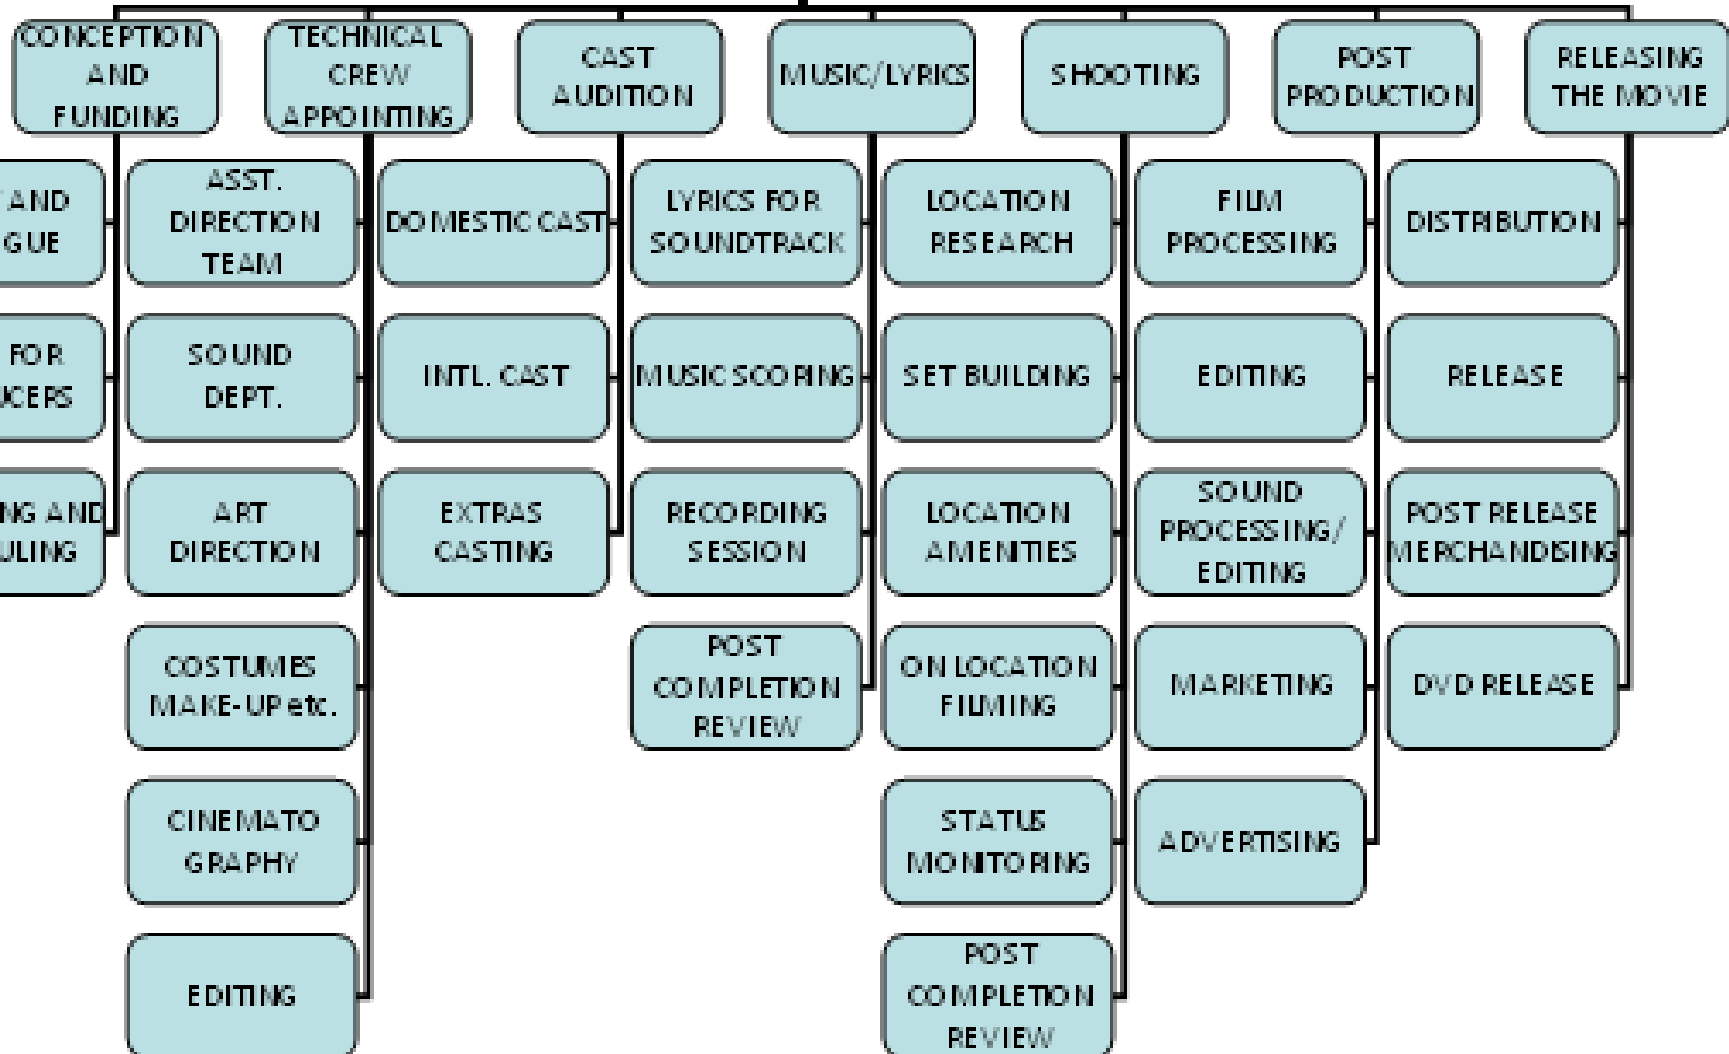 CONCEPTION
AND
FUNDING
TECHNICAL
CREW
APPOINTING
CAST
AUDITION
MUSIC/LYRICS
SHOOTING
POST
PRODUCTION
RELEASING
THE MOVIE
AND
FOR
AND
ASST.
DIRECTION
TEAM
SOUND
DEPT.
ART
DIRECTION
COSTUMES
MAKE-UP etc.
CINEMATO
GRAPHY
EDITING
DOMESTIC CAST
INTL. CAST
EXTRAS
CASTING
LYRICS FOR
SOUNDTRACK
MUSIC SCORING
RECORDING
SESSION
POST
COMPLETION
REVIEW
LOCATION
RESEARCH
SET BUILDING
LOCATION
AMENITIES
ON LOCATION
FILMING
STATUS
MONITORING
POST
COMPLETION
REVIEW
FILM
PROCESSING
EDITING
SOUND
PROCESSING/
EDITING
MARKETING
ADVERTISING
DISTRIBUTION
RELEASE
POST RELEASE
MERCHANDISING
DVD RELEASE